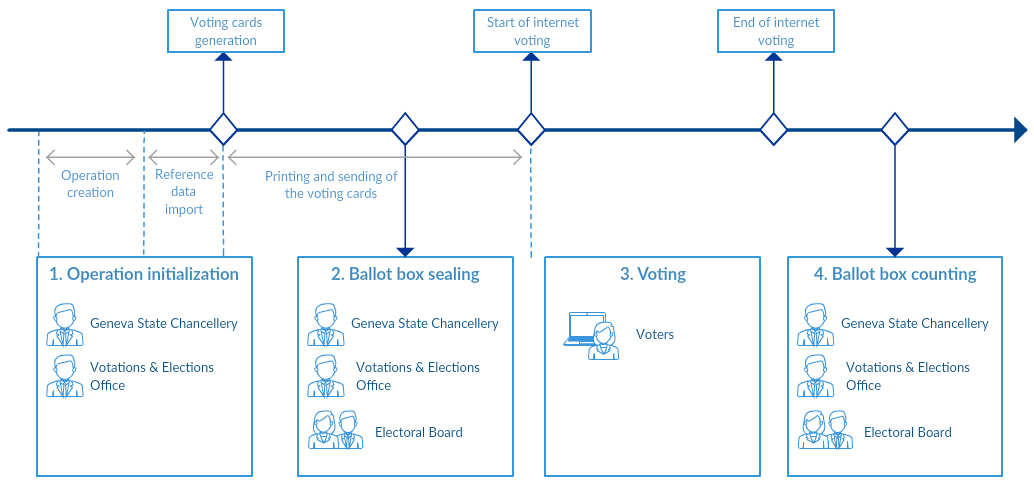 Voting cards
generation
Start of internet
voting
End of internet
voting
Operation
creation
Reference
data
import
Printing and sending of
the voting cards
1. Operation initialization
Geneva State Chancellery
Votations & Elections
Office
2. Ballot box sealing
Geneva State Chancellery
Votations & Elections
Office
Electoral Board
3. Voting
Voters
4. Ballot box counting
Geneva State Chancellery
Votations & Elections
Office
Electoral Board